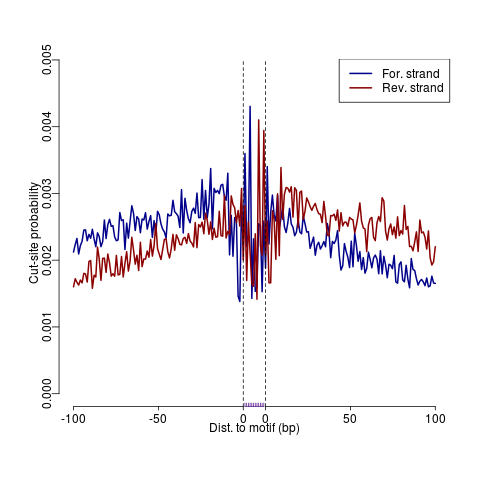 For. strand
Rev. strand
Cut-site probability
0.005
0.004
0.003
0.002
0.001
0.000
-100 -50 0 0 50 100
Dist. to motif (bp)